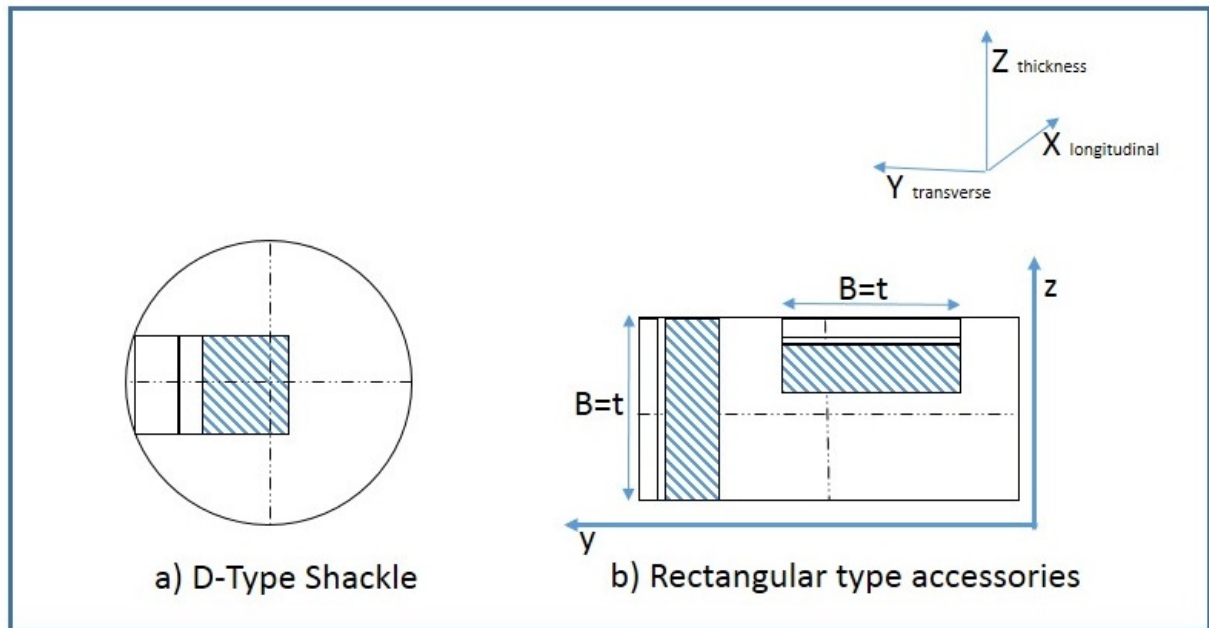 Z thickness
X longitudinal
Y transverse
B=t
z
B=t
y
a) D-Type Shackle
b) Rectangular type accessories